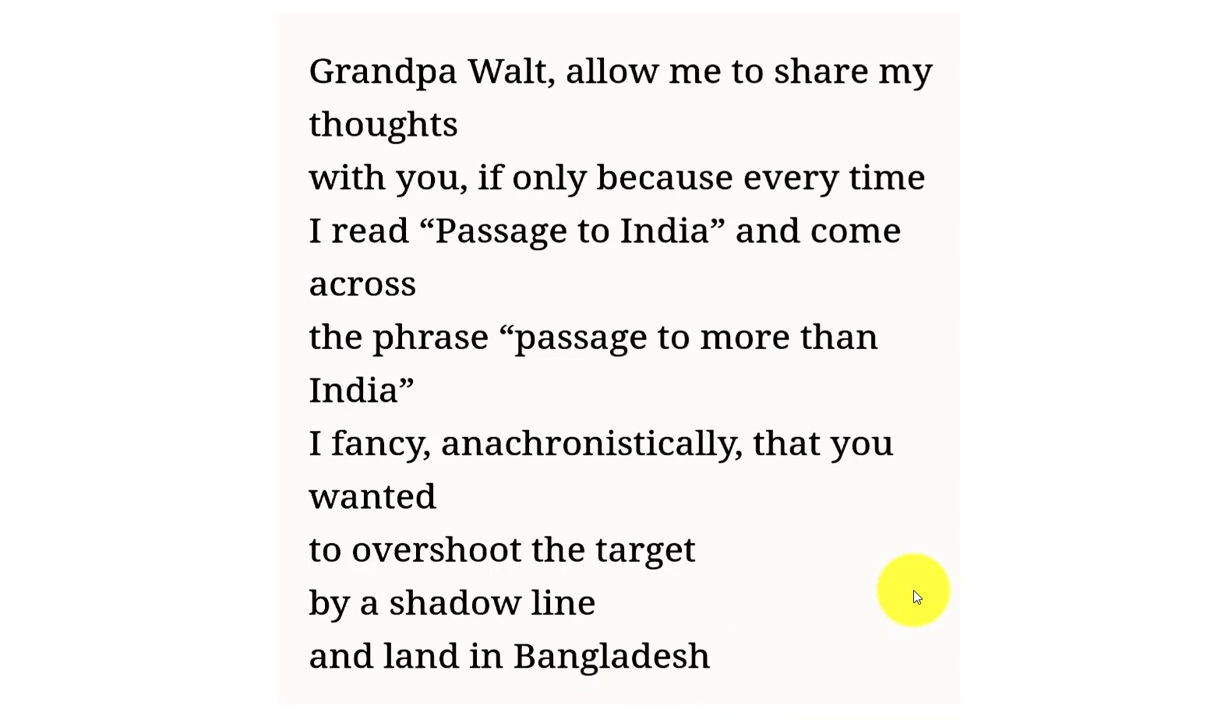 Grandpa Walt, allow me to share my
thoughts
with you, if only because every time
I read “Passage to India” and come
across
the phrase “passage to more than
India”
I fancy, anachronistically, that you
wanted
to overshoot the target
by a shadow line
and land in Bangladesh